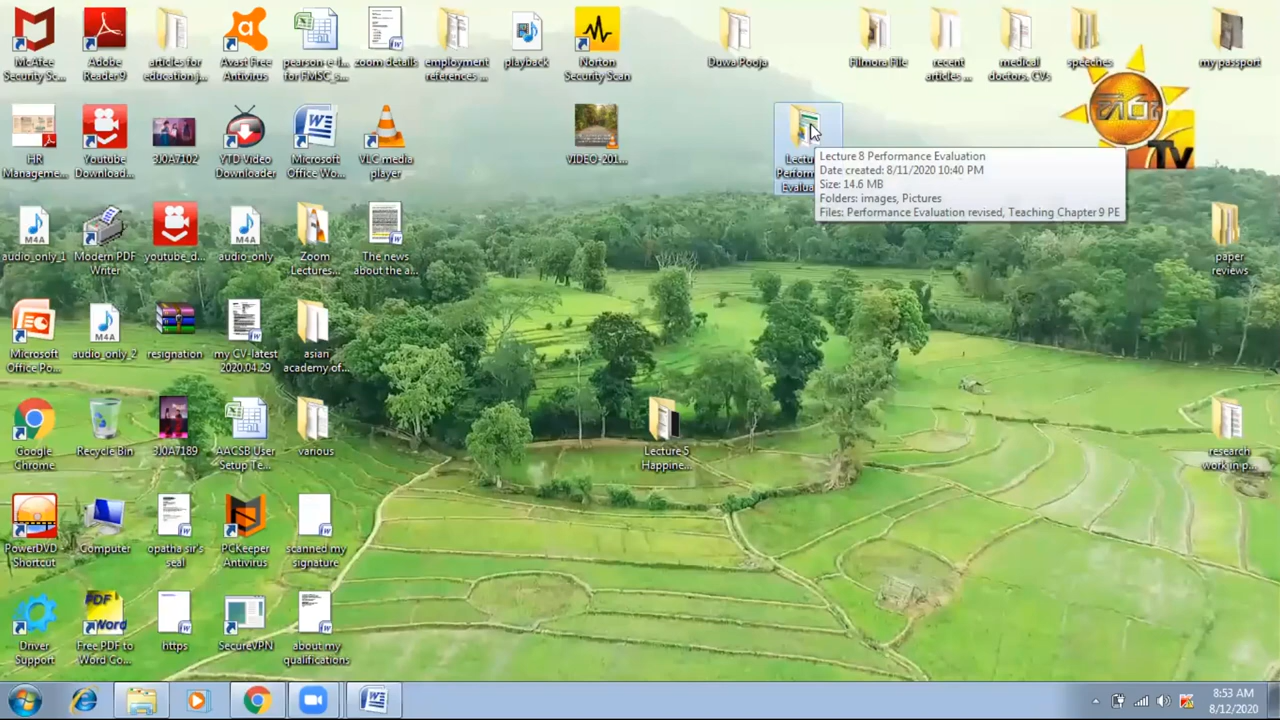 McAfee
Security Sc...
Adobe
Reader 9
articles for
education j...
Avast Free
Antivirus
pearson-e-l...
for FMSC_s...
zoom details
employment
references ...
playback
Norton
Security Scan
Duwa Pooja
Filmora File
recent
articles ...
medical
doctors, CVs
speeches
my passport
HR
Manageme...
Youtube
Download...
3J0A7102
YTD Video
Downloader
Microsoft
Office Wo...
VLC media
player
VIDEO-201...
Lectu
Perform
Evalua
හිරු
TV
Lecture 8 Performance Evaluation
Date created: 8/11/2020 10:40 PM
Size: 14.6 MB
Folders: images, Pictures
Files: Performance Evaluation revised, Teaching Chapter 9 PE
M4A
audio_only_1
Modern PDF
Writer
youtube_d...
M4A
audio_only
Zoom
Lectures...
The news
about the a...
paper
reviews
Microsoft
Office Po...
M4A
audio_only_2
resignation
my CV-latest
2020.04.29
asian
academy of...
Google
Chrome
Recycle Bin
3J0A7189
AACSB User
Setup Te...
various
Lecture 5
Happine...
research
work in p...
PowerDVD -
Shortcut
Computer
opatha sir's
seal
PCKeeper
Antivirus
scanned my
signature
PDF
Word
Driver
Support
Free PDF to
Word Co...
https
SecureVPN
about my
qualifications
8:53 AM
8/12/2020